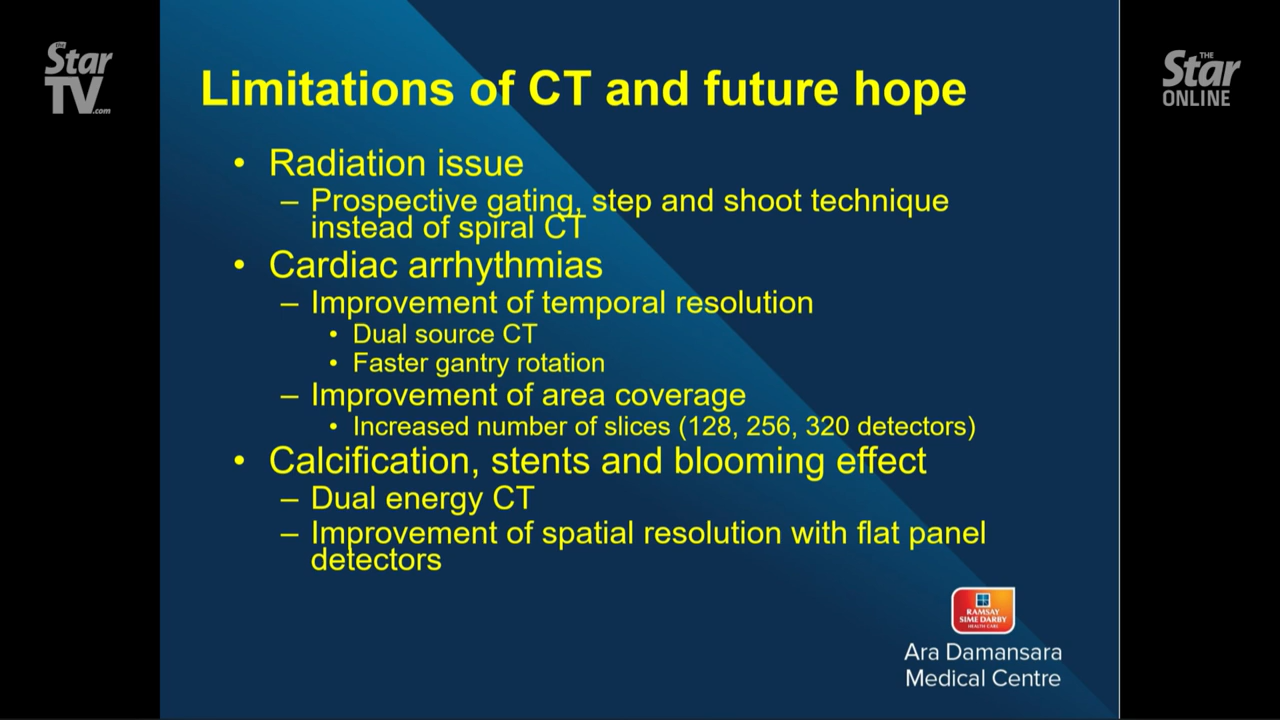 THE
Star
TV.com
THE
Star
ONLINE
Limitations of CT and future hope
• Radiation issue
– Prospective gating, step and shoot technique
instead of spiral CT
• Cardiac arrhythmias
– Improvement of temporal resolution
• Dual source CT
• Faster gantry rotation
– Improvement of area coverage
• Increased number of slices (128, 256, 320 detectors)
• Calcification, stents and blooming effect
– Dual energy CT
– Improvement of spatial resolution with flat panel
detectors
RAMSAY
SIME DARBY
HEALTH CARE
Ara Damansara
Medical Centre